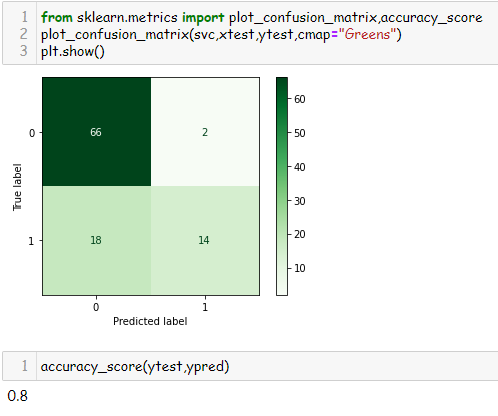 1 from sklearn.metrics import plot_confusion_matrix,accuracy_score
2 plot_confusion_matrix(svc,xtest,ytest,cmap="Greens")
3 plt.show()
66 2
18 14
0
1
True label
0 1
Predicted label
60
50
40
30
20
10
1 accuracy_score(ytest,ypred)
0.8